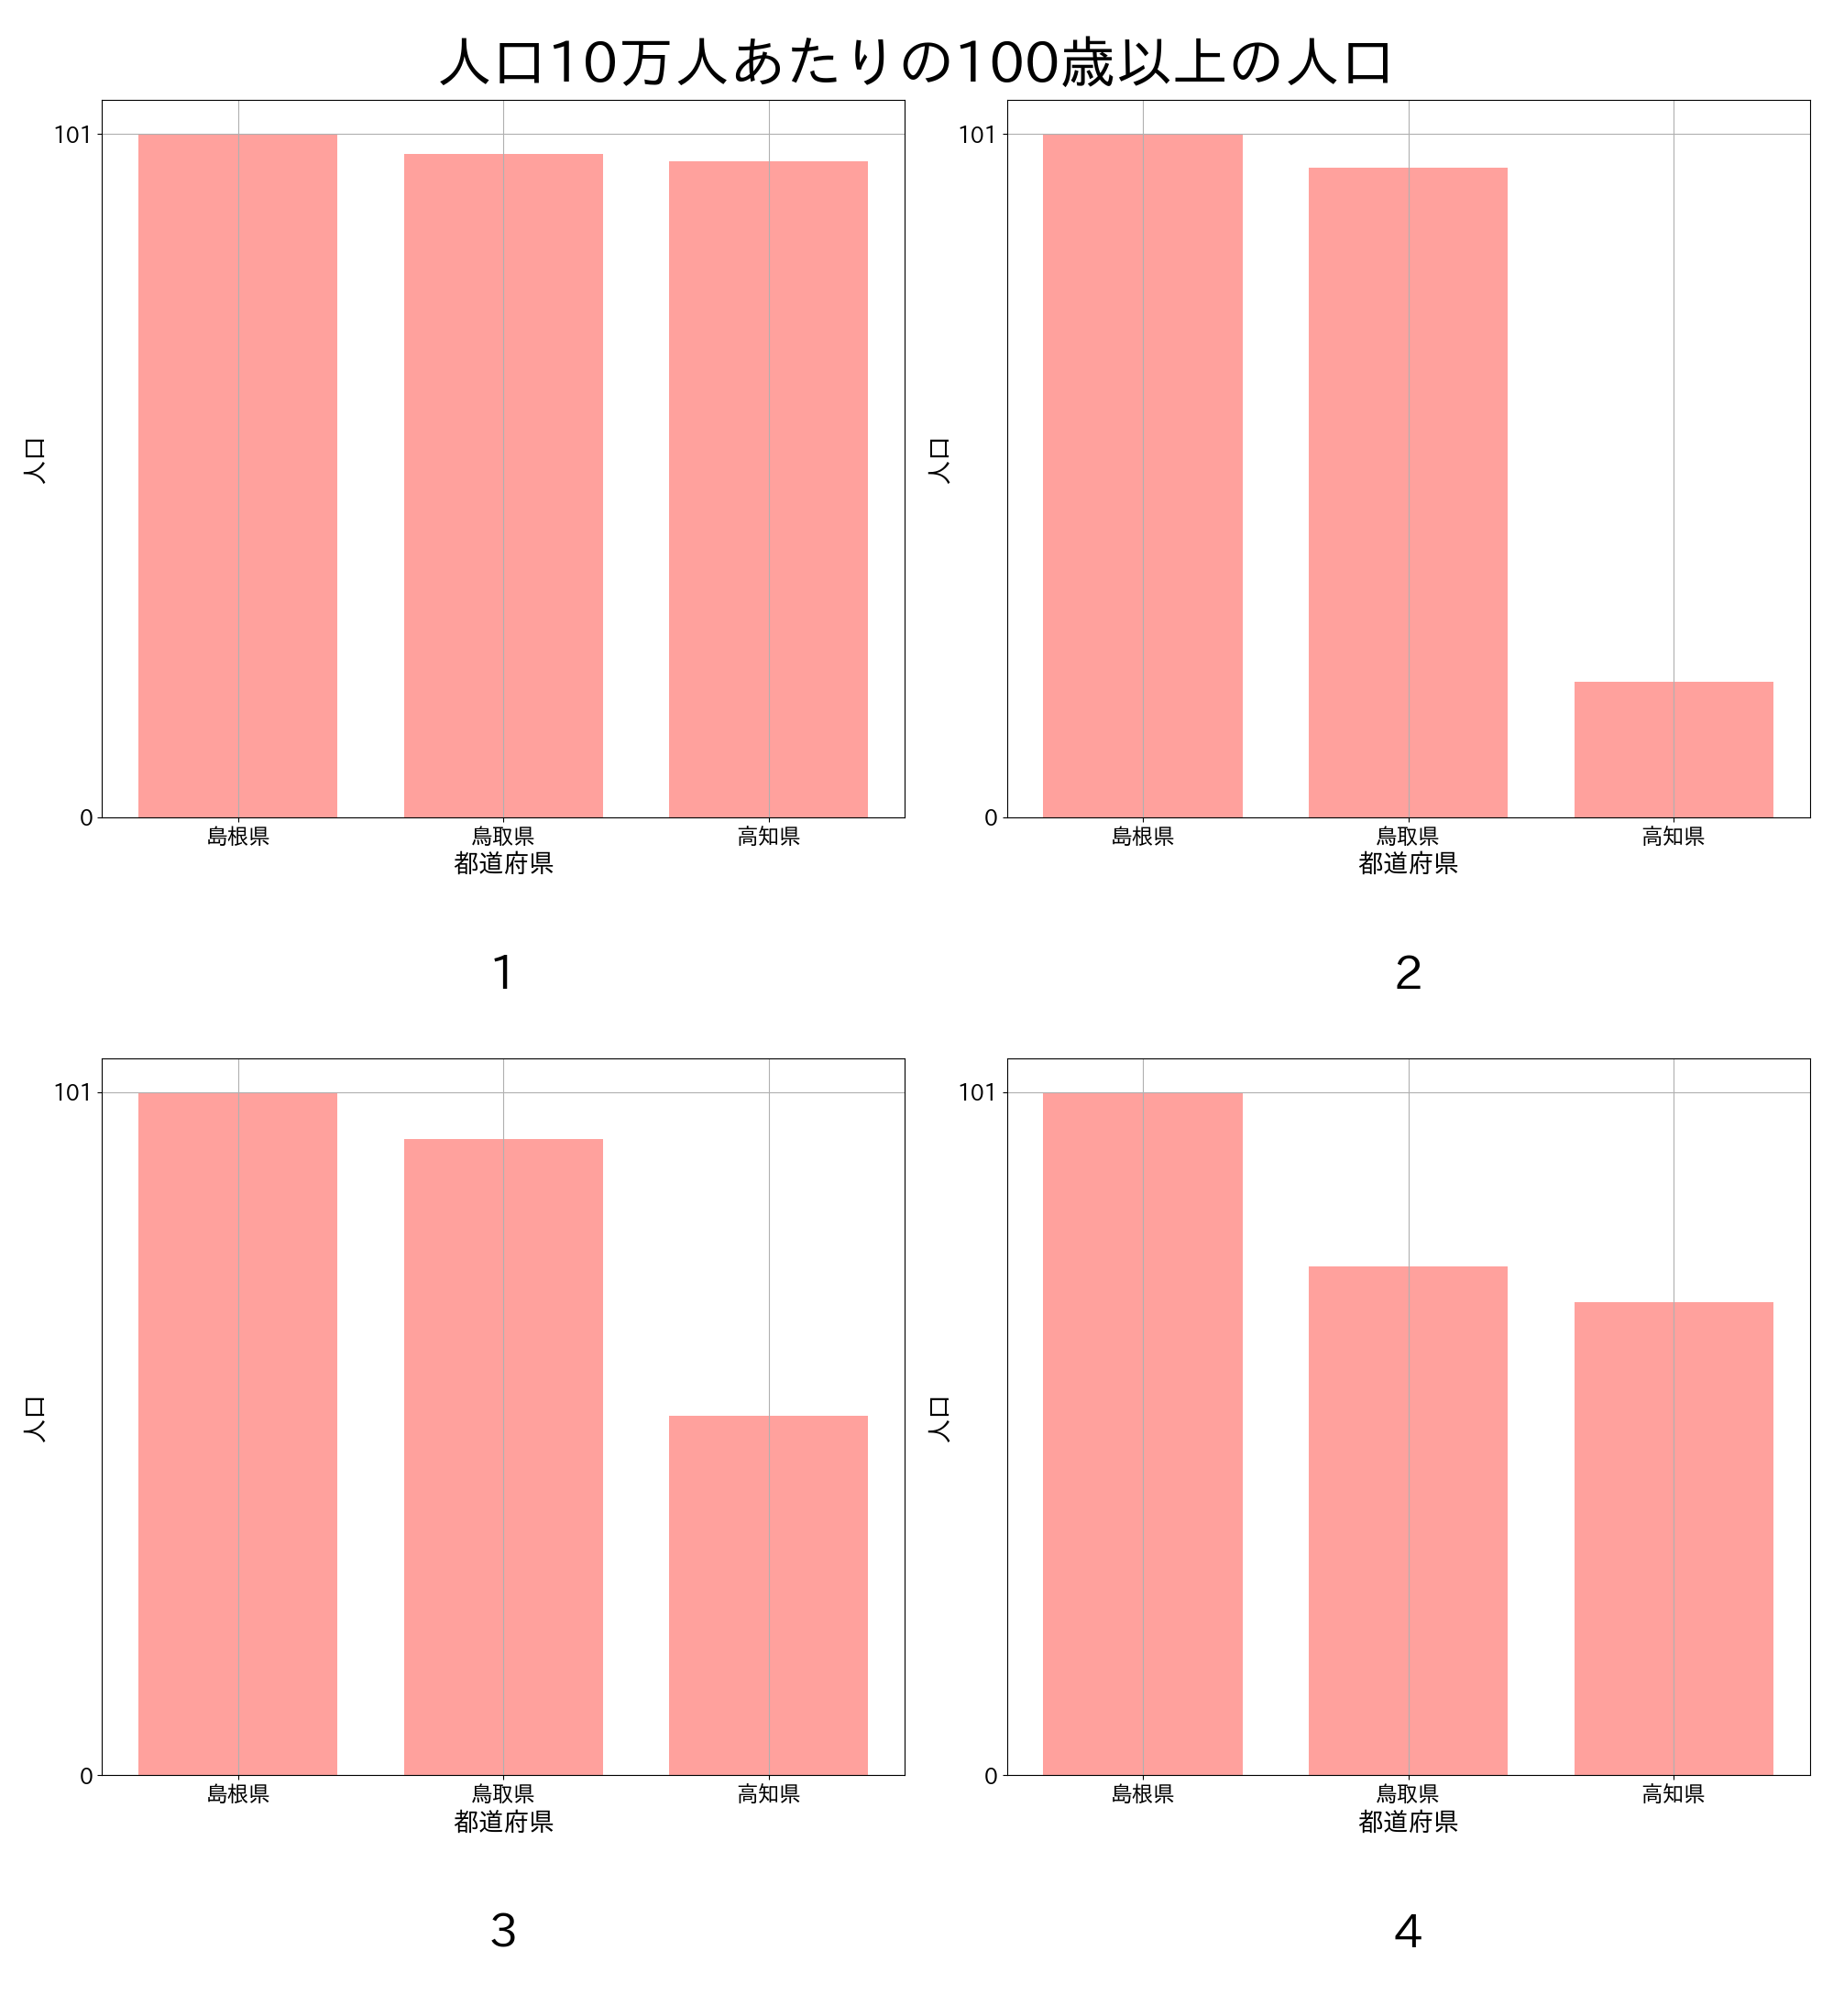 人口10万人あたりの100歳以上の人口
101
人口
0
島根県 鳥取県 高知県
都道府県
1
101
人口
0
島根県 鳥取県 高知県
都道府県
2
101
人口
0
島根県 鳥取県 高知県
都道府県
3
101
人口
0
島根県 鳥取県 高知県
都道府県
4